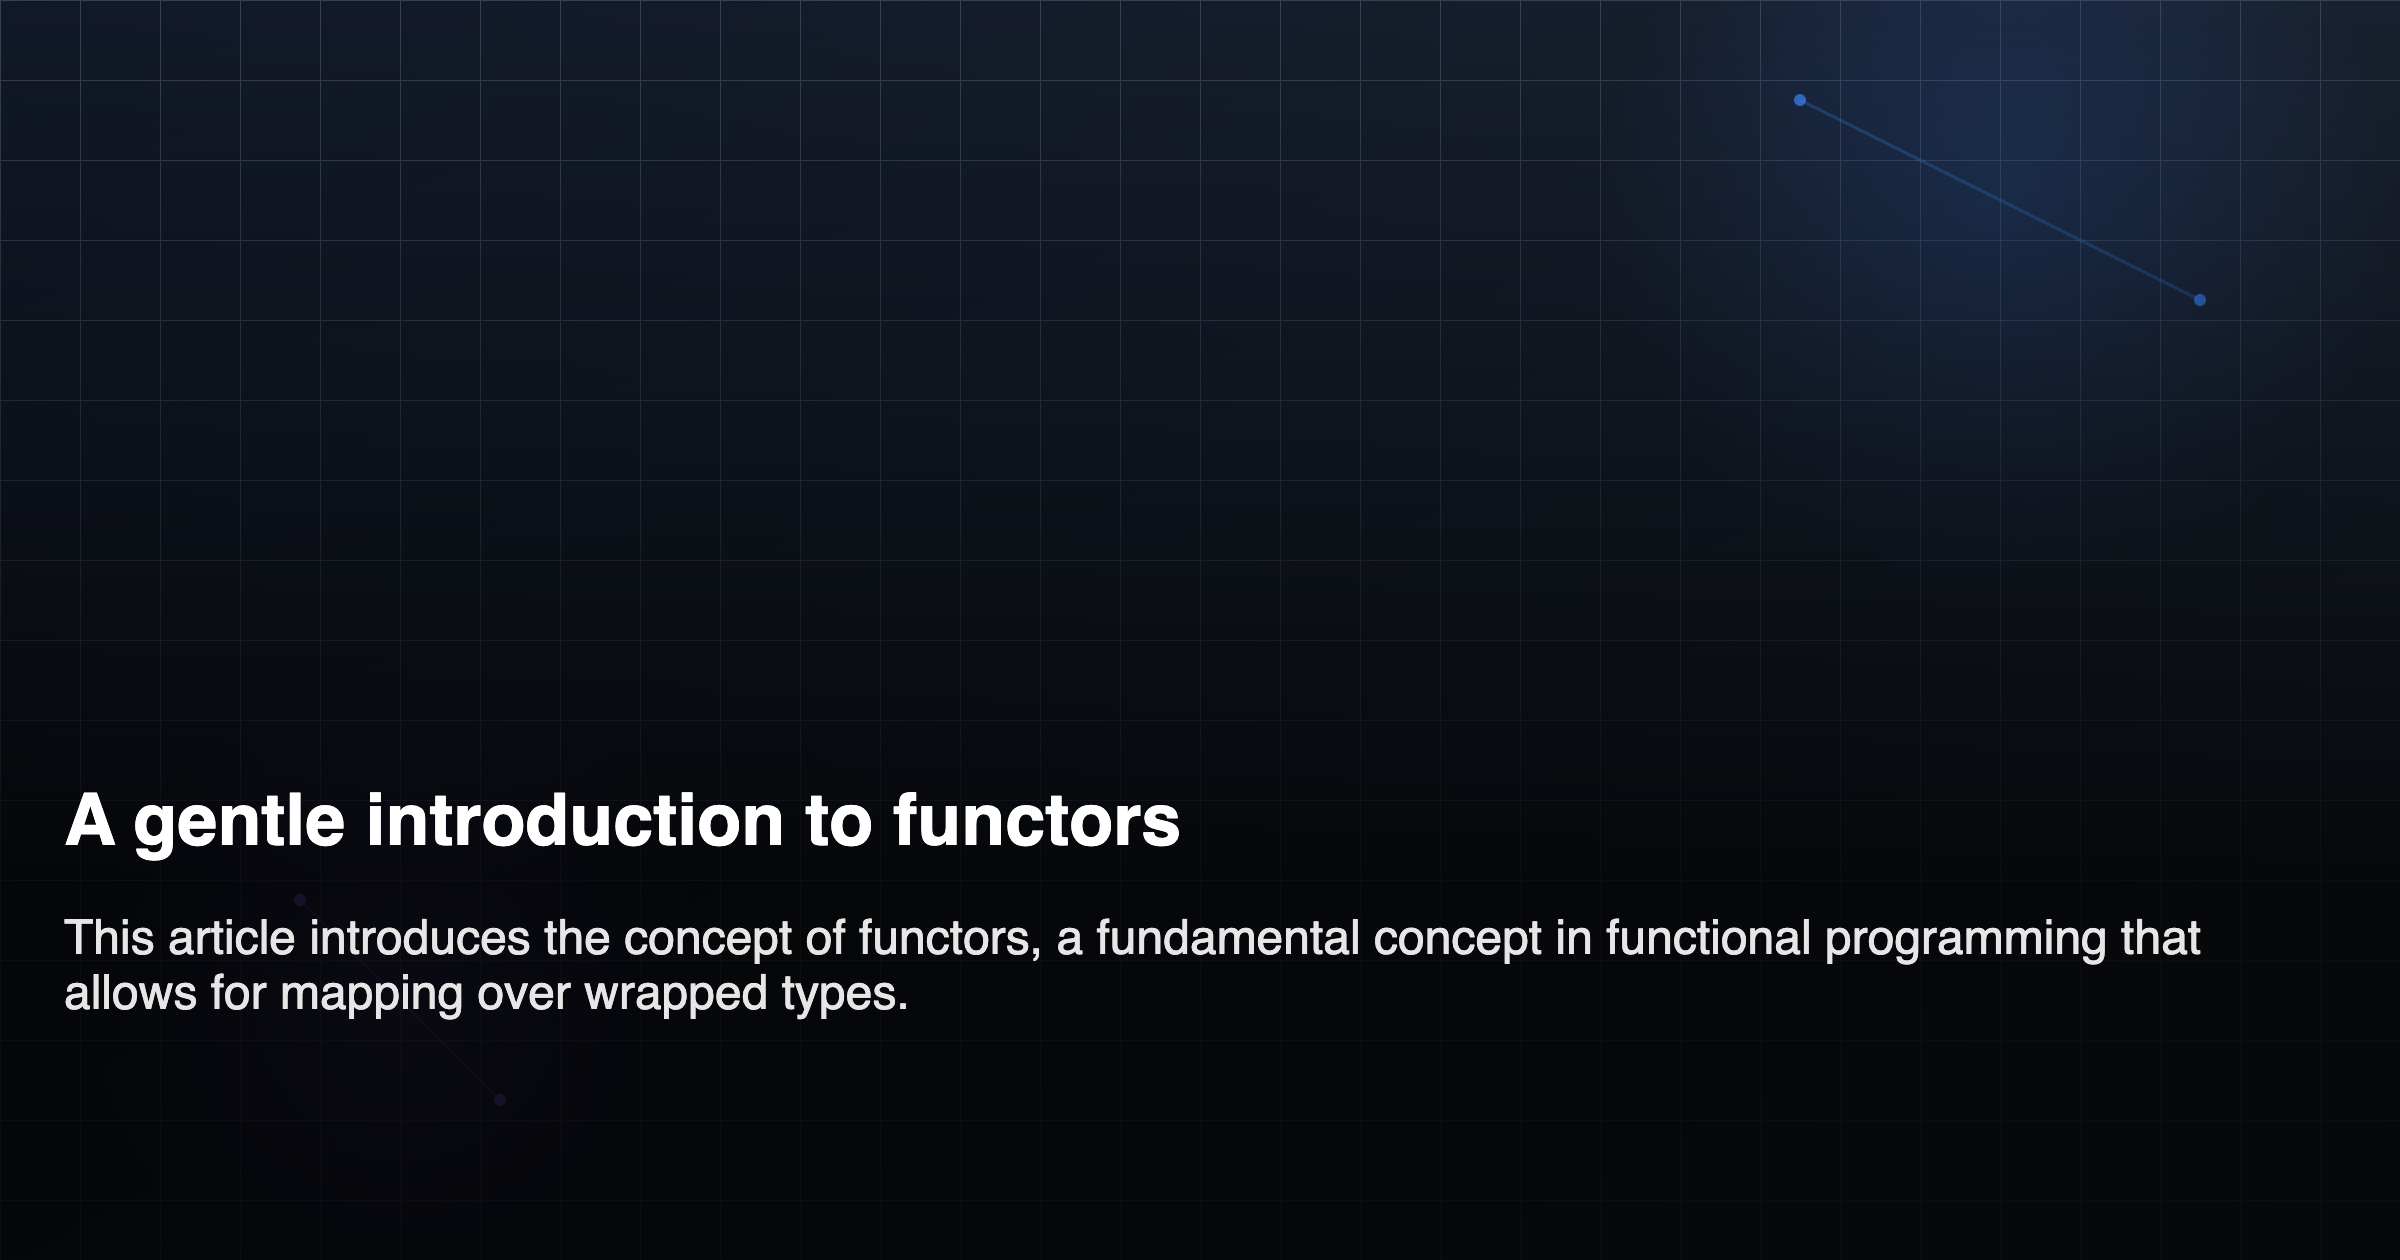 A gentle introduction to functors
This article introduces the concept of functors, a fundamental concept in functional programming that
allows for mapping over wrapped types.